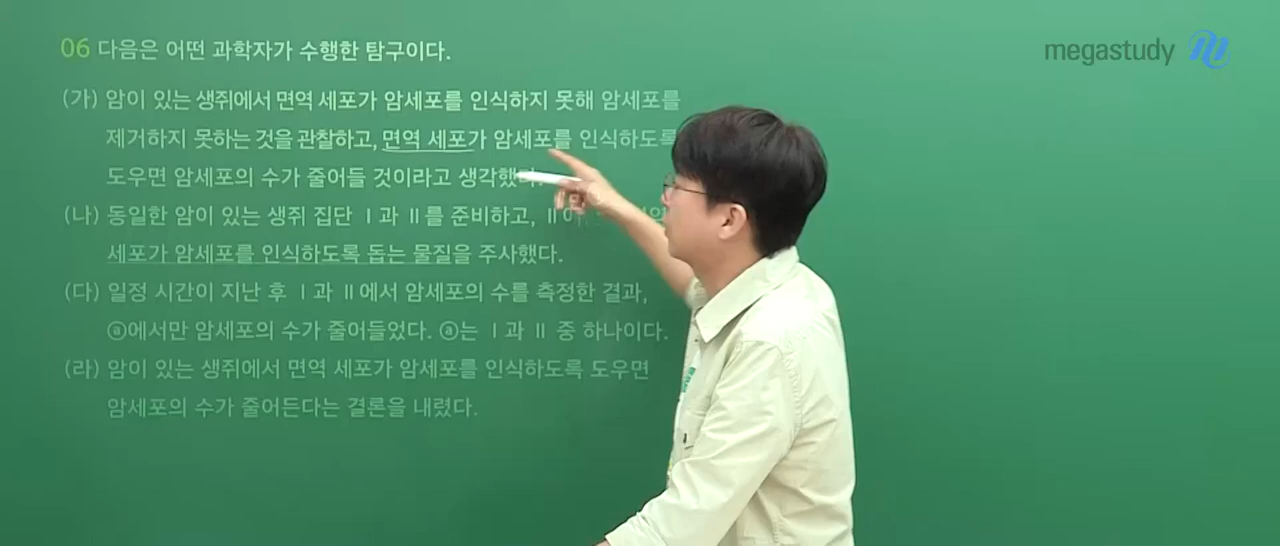 06 다음은 어떤 과학자가 수행한 탐구이다.
megastudy
(가) 암이 있는 생쥐에서 면역 세포가 암세포를 인식하지 못해 암세포를
제거하지 못하는 것을 관찰하고, 면역 세포가 암세포를 인식하도록
도우면 암세포의 수가 줄어들 것이라고 생각했다.
(나) 동일한 암이 있는 생쥐 집단 Ⅰ과 Ⅱ를 준비하고, Ⅱ에
세포가 암세포를 인식하도록 돕는 물질을 주사했다.
(다) 일정 시간이 지난 후 Ⅰ과 Ⅱ에서 암세포의 수를 측정한 결과,
ⓐ에서만 암세포의 수가 줄어들었다. ⓐ는 Ⅰ과 Ⅱ 중 하나이다.
(라) 암이 있는 생쥐에서 면역 세포가 암세포를 인식하도록 도우면
암세포의 수가 줄어든다는 결론을 내렸다.